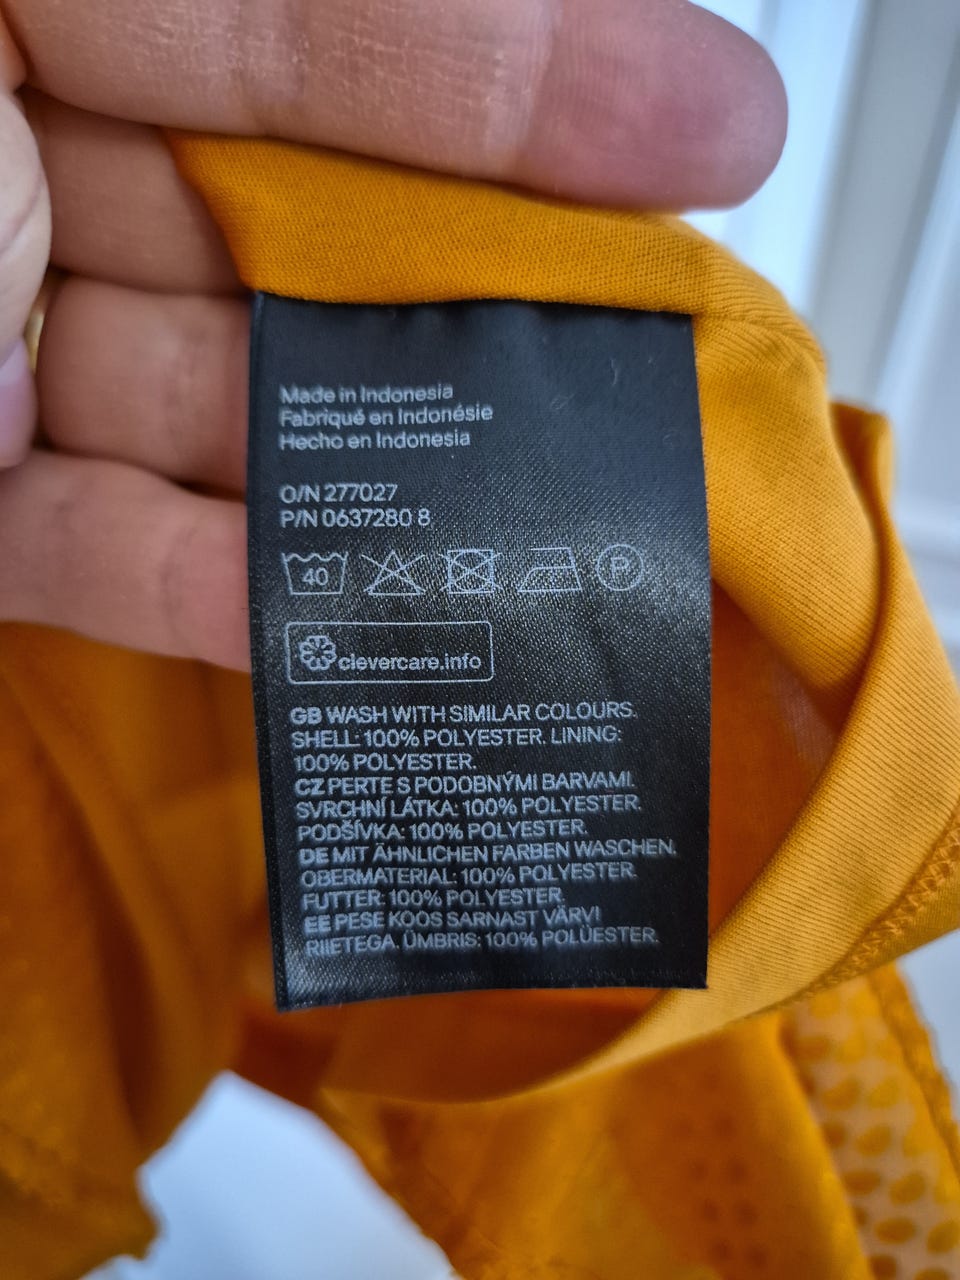 Made in Indonesia
Fabriqué en Indonésie
Hecho en Indonesia
O/N 277027
P/N 0637280 8
40 P
clevercare.info
GB WASH WITH SIMILAR COLOURS.
SHELL: 100% POLYESTER. LINING:
100% POLYESTER.
CZ PERTE S PODOBNÝMI BARVAMI.
SVRCHNÍ LÁTKA: 100% POLYESTER.
PODŠÍVKA: 100% POLYESTER.
DE MIT ÄHNLICHEN FARBEN WASCHEN.
OBERMATERIAL: 100% POLYESTER.
FUTTER: 100% POLYESTER.
EE PESE KOOS SARNAST VÄRVI
RIIETEGA. ÜMBRIS: 100% POLÜESTER.